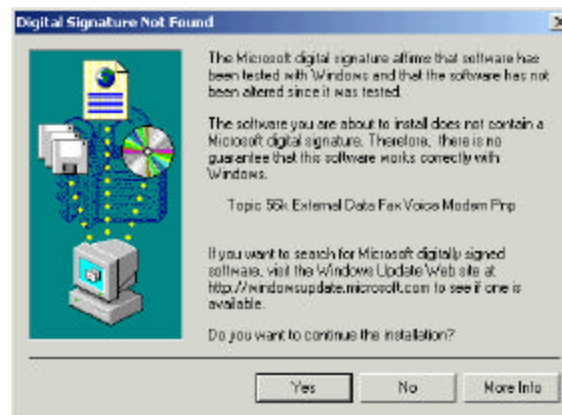 Digital Signature Not Found
The Microsoft digital signature affirms that software has
been tested with Windows and that the software has not
been altered since it was tested.
The software you are about to install does not contain a
Microsoft digital signature. Therefore, there is no
guarantee that this software works correctly with
Windows.
Topic 56k External Data Fax Voice Modem Pnp
If you want to search for Microsoft digitally signed
software, visit the Windows Update Web site at
http://windowsupdate.microsoft.com to see if one is
available.
Do you want to continue the installation?
Yes No More Info